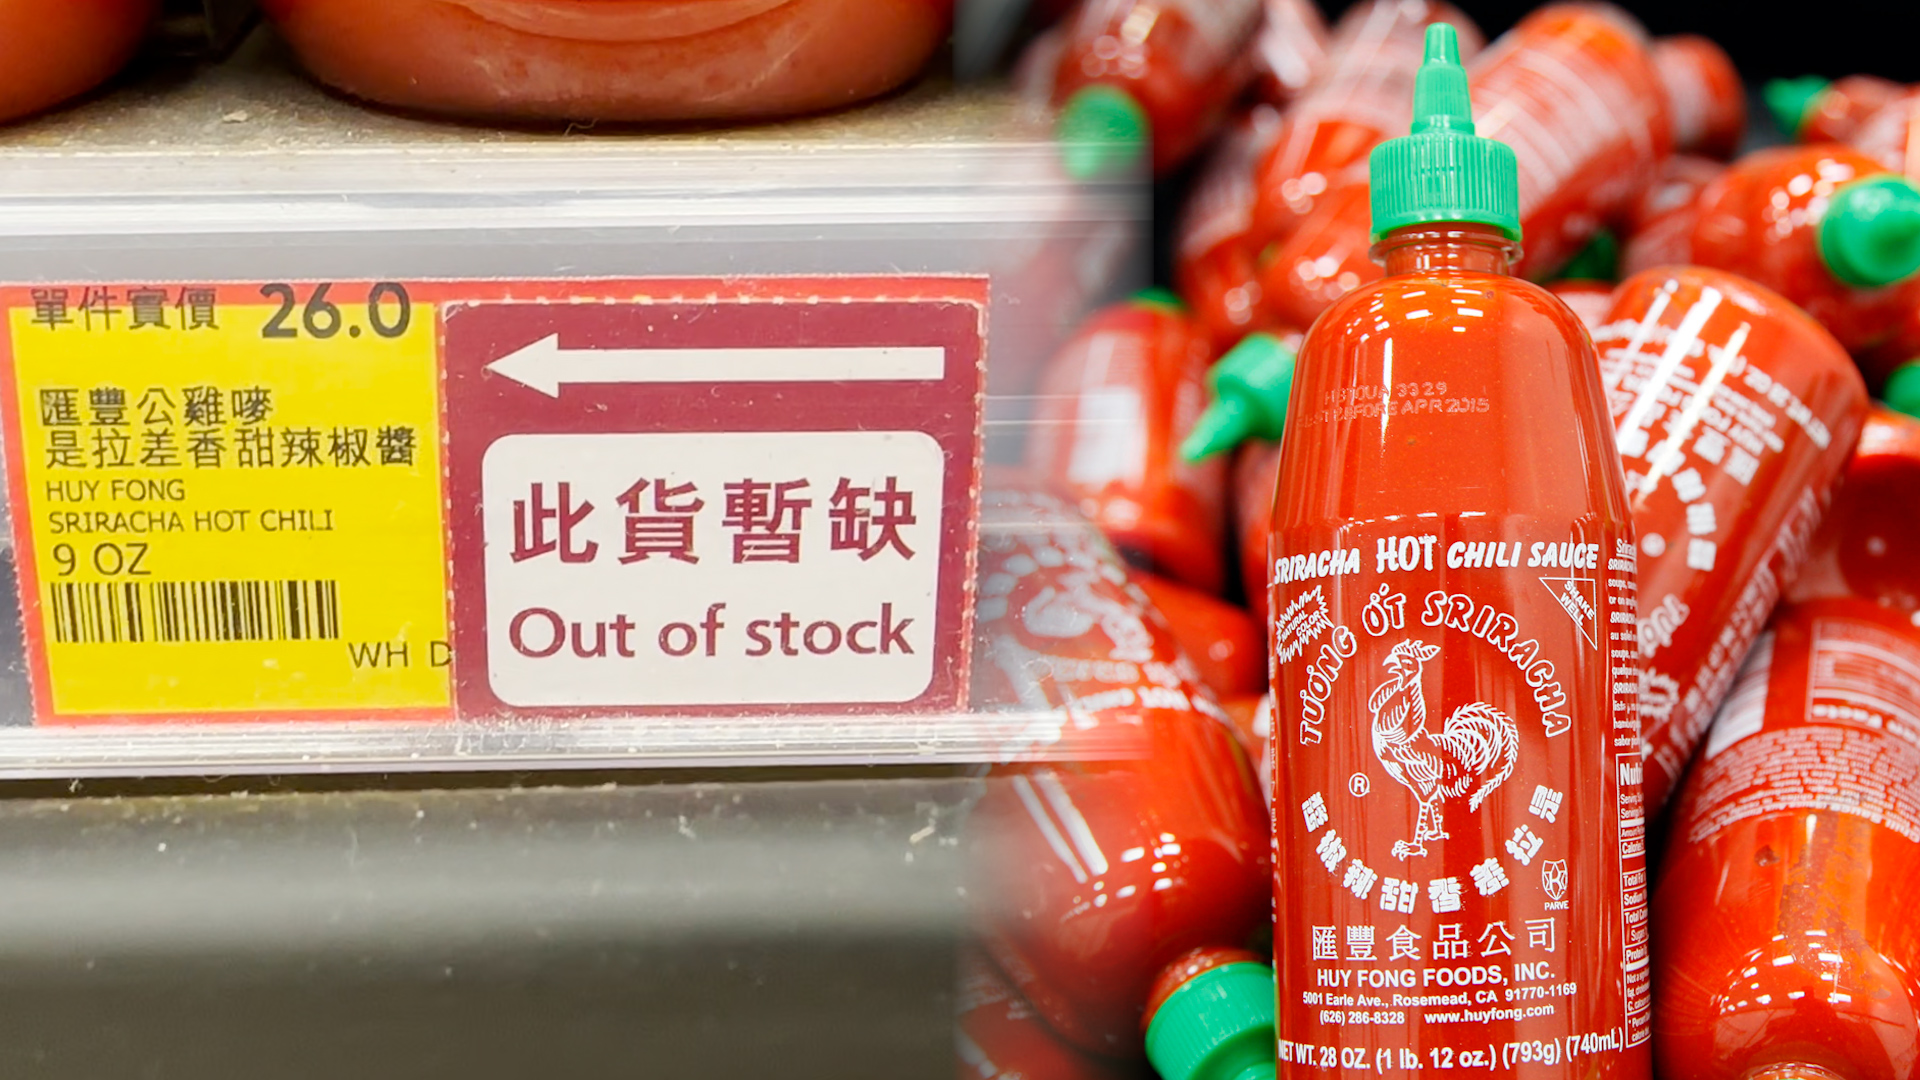 單件實價 26.0
匯豐公雞嘜
是拉差香甜辣椒醬
HUY FONG
SRIRACHA HOT CHILI
9 OZ
WH D
此貨暫缺
Out of stock
BEFORE APR 2015
SRIRACHA HOT CHILI SAUCE
SHAKE WELL
NATURAL COLOR
TƯƠNG ỚT SRIRACHA
®
是拉差香甜辣椒醬
PARVE
匯豐食品公司
HUY FONG FOODS, INC.
5001 Earle Ave., Rosemead, CA 91770-1169
(626) 286-8328 www.huyfong.com
NET WT. 28 OZ. (1 lb. 12 oz.) (793g) (740mL)